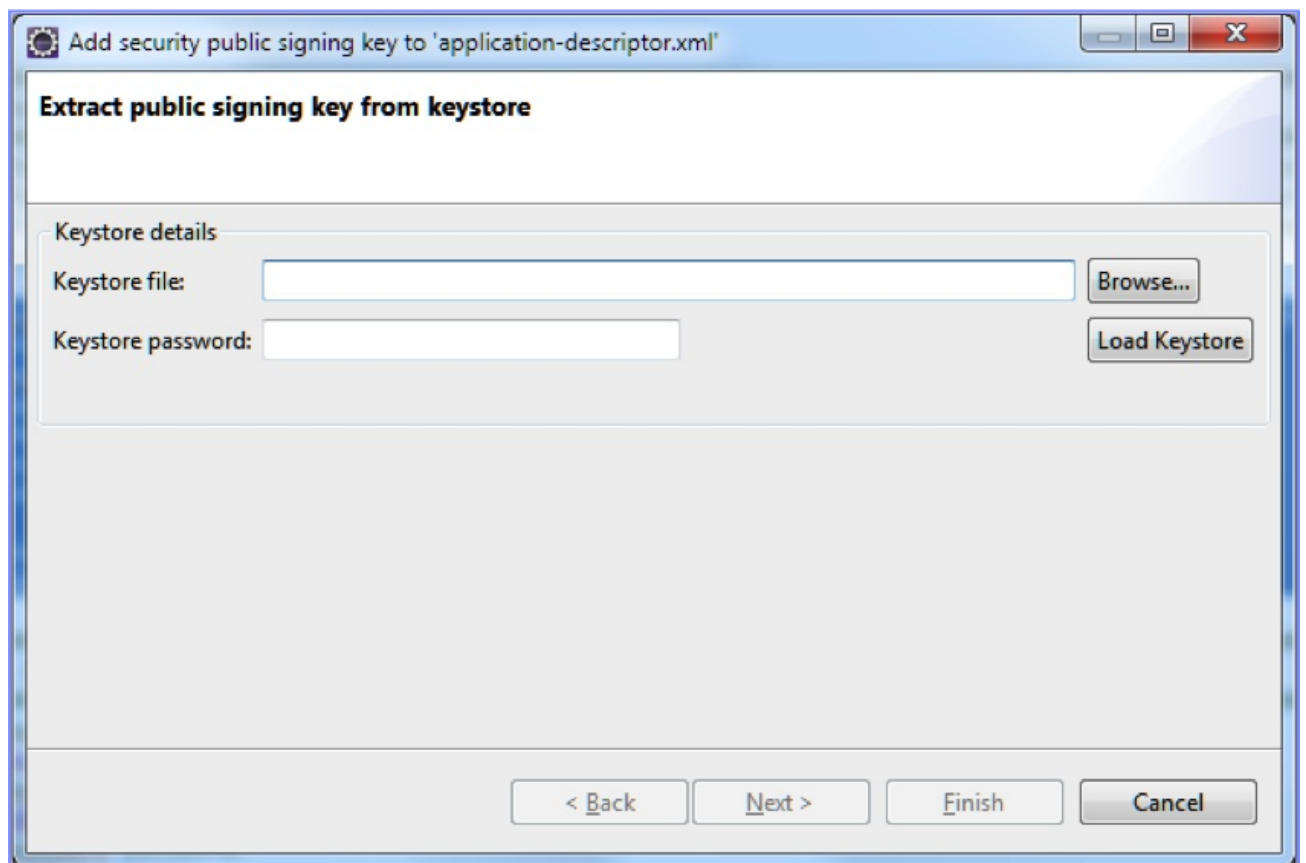 Add security public signing key to 'application-descriptor.xml'
Extract public signing key from keystore
Keystore details
Keystore file:
Browse...
Keystore password:
Load Keystore
< Back
Next >
Finish
Cancel